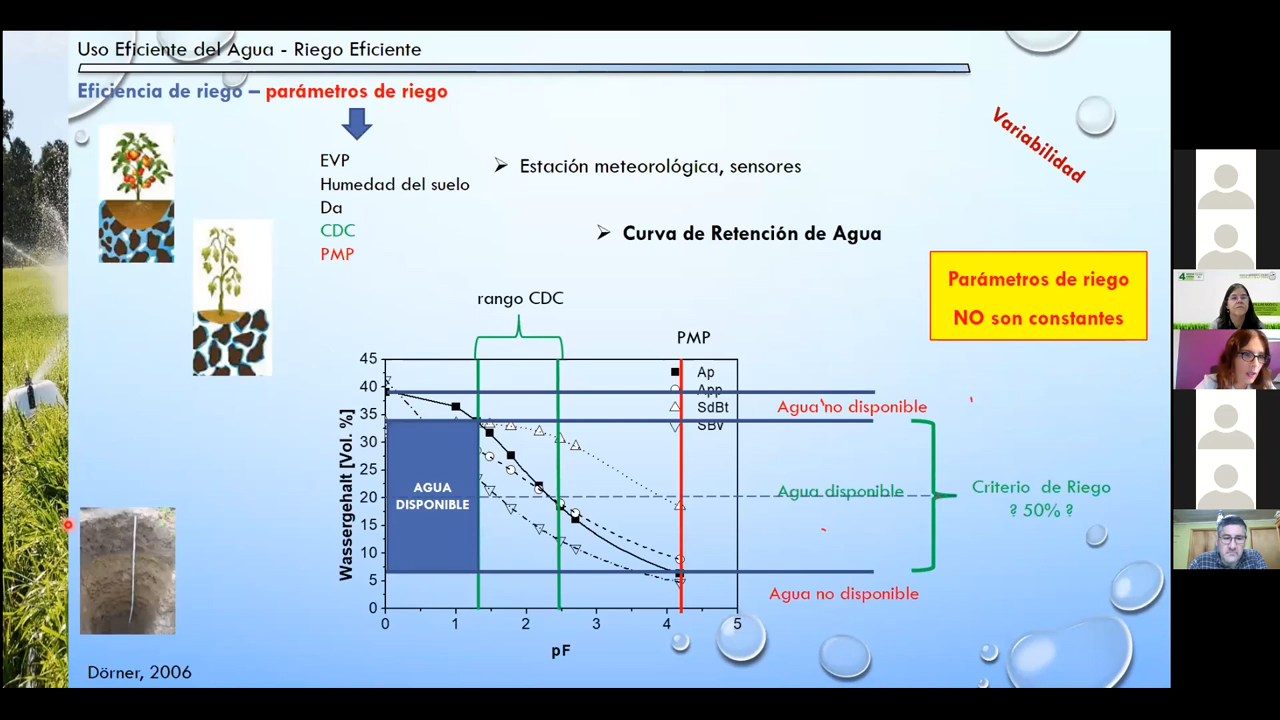 Uso Eficiente del Agua - Riego Eficiente
Eficiencia de riego – parámetros de riego
Variabilidad
EVP
Humedad del suelo
Da
CDC
PMP
Estación meteorológica, sensores
Curva de Retención de Agua
Parámetros de riego
NO son constantes
rango CDC
PMP
45
40
35
30
25
20
15
10
5
0
Wassergehalt [Vol. %]
Ap
App
SdBt
SBv
AGUA
DISPONIBLE
Agua no disponible
Agua disponible
Agua no disponible
Criterio de Riego
? 50% ?
0 1 2 3 4 5
pF
Dörner, 2006